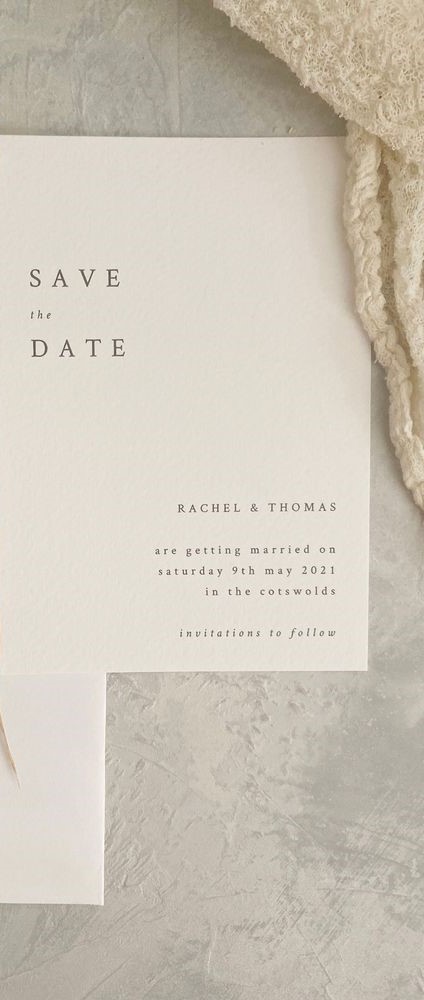 SAVE
the
DATE
RACHEL & THOMAS
are getting married on
saturday 9th may 2021
in the cotswolds
invitations to follow